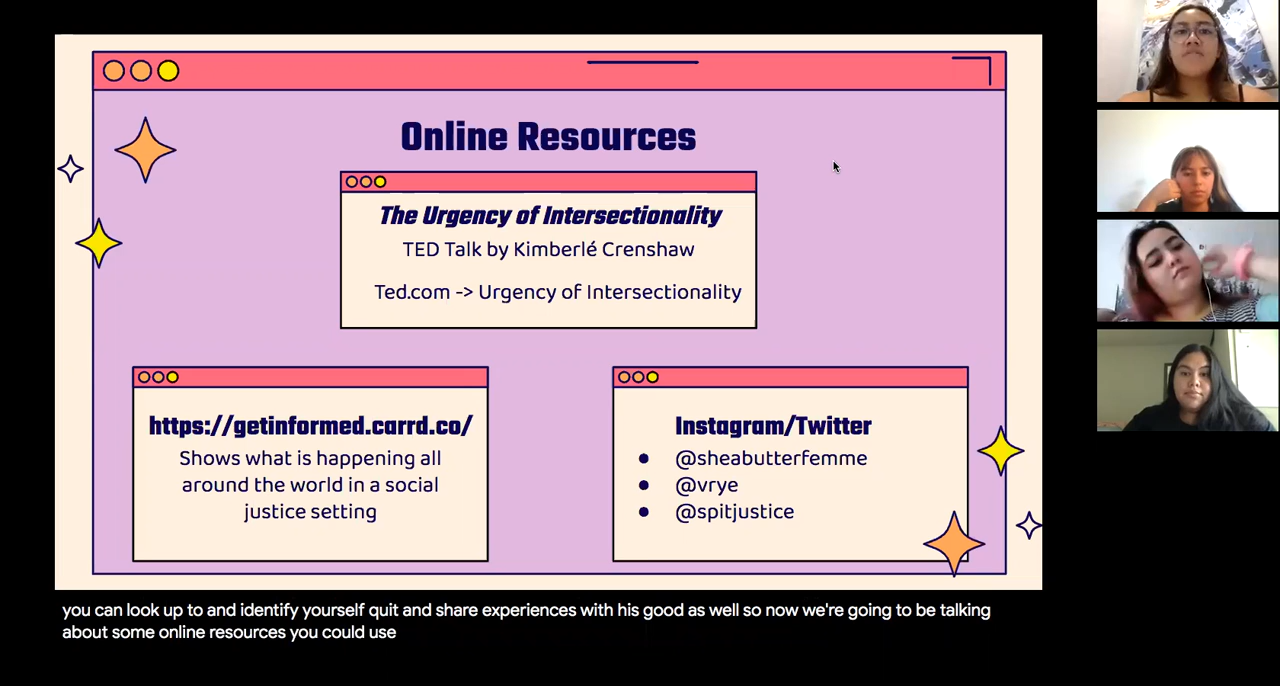 Online Resources
The Urgency of Intersectionality
TED Talk by Kimberlé Crenshaw
Ted.com -> Urgency of Intersectionality
https://getinformed.carrd.co/
Shows what is happening all
around the world in a social
justice setting
Instagram/Twitter
● @sheabutterfemme
● @vrye
● @spitjustice
you can look up to and identify yourself quit and share experiences with his good as well so now we're going to be talking
about some online resources you could use